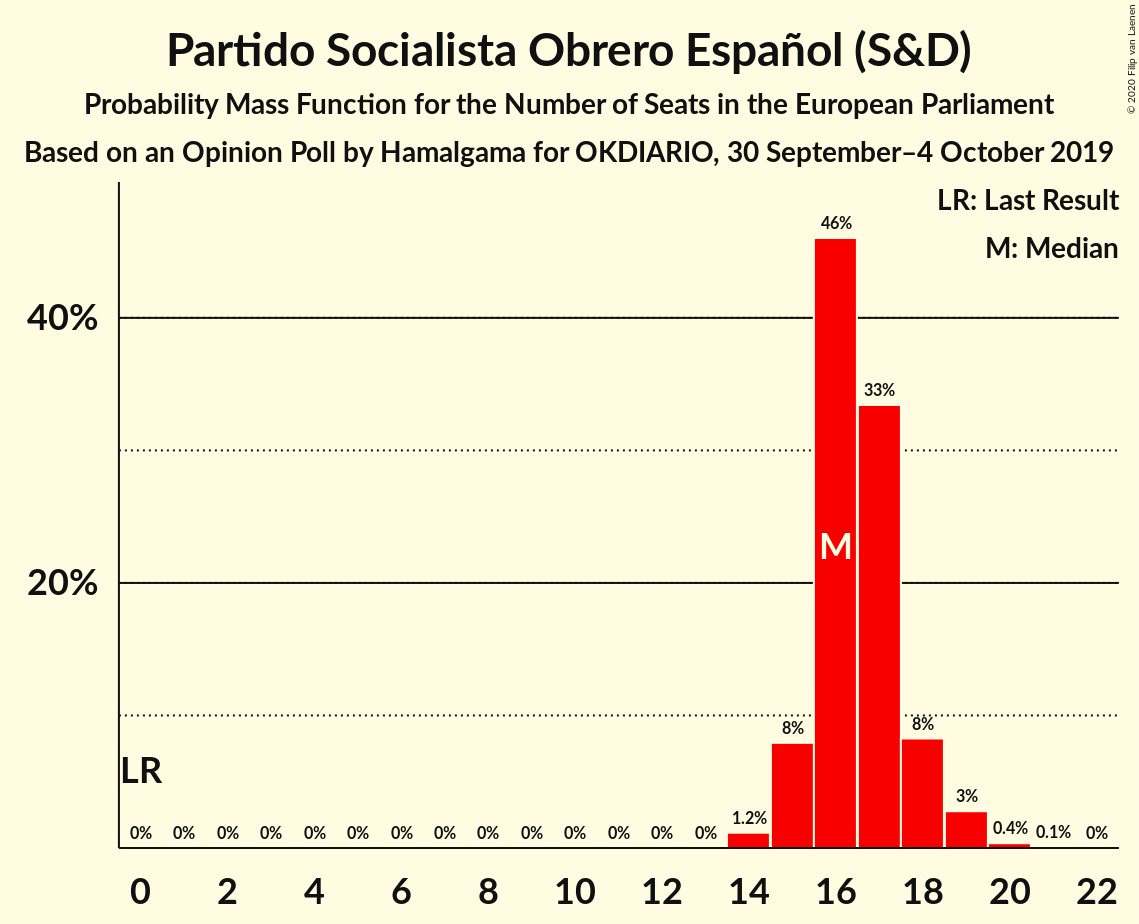 Partido Socialista Obrero Español (S&D)
Probability Mass Function for the Number of Seats in the European Parliament
Based on an Opinion Poll by Hamalgama for OKDIARIO, 30 September–4 October 2019
© 2020 Filip van Laenen
LR: Last Result
M: Median
40%
20%
46%
33%
M
8%
8%
LR
3%
0% 0% 0% 0% 0% 0% 0% 0% 0% 0% 0% 0% 0% 0% 1.2% 0.4% 0.1% 0%
0 2 4 6 8 10 12 14 16 18 20 22